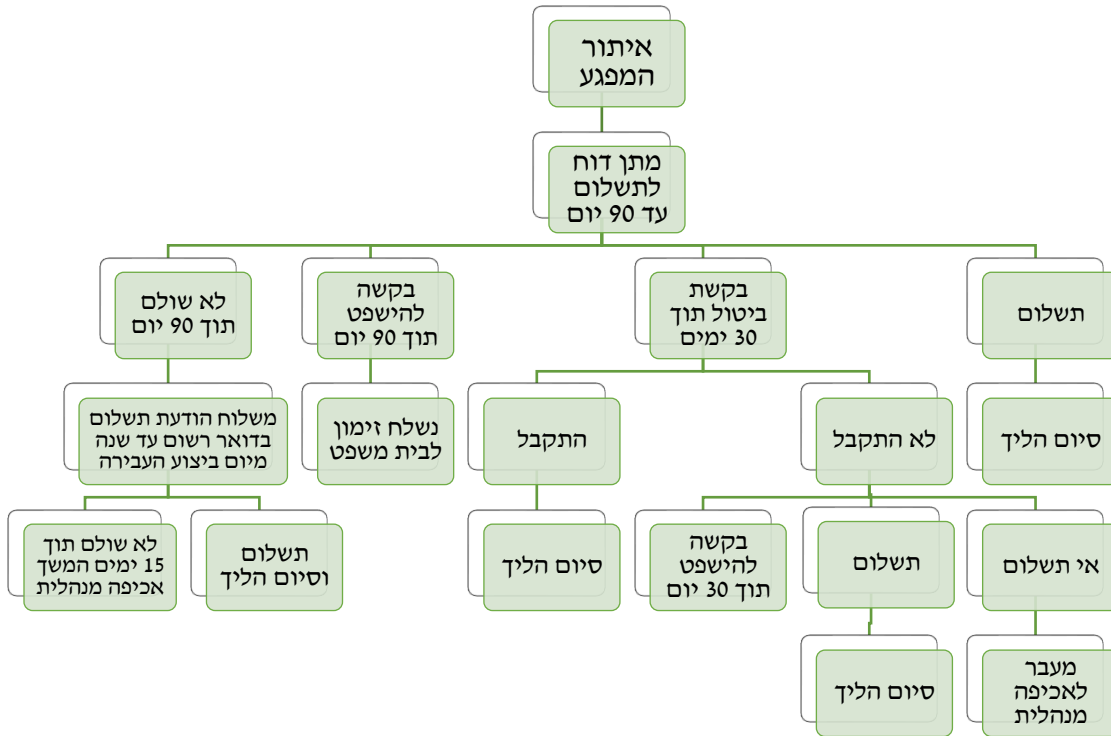 איתור
המפגע
מתן דוח
לתשלום
עד 90 יום
תשלום
בקשת
ביטול תוך
30 ימים
בקשה
להישפט
תוך 90 יום
לא שולם
תוך 90 יום
סיום הליך
לא התקבל
התקבל
נשלח זימון
לבית משפט
משלוח הודעת תשלום
בדואר רשום עד שנה
מיום ביצוע העבירה
אי תשלום
תשלום
בקשה
להישפט
תוך 30 יום
סיום הליך
תשלום
וסיום הליך
לא שולם תוך
15 ימים המשך
אכיפה מנהלית
מעבר
לאכיפה
מנהלית
סיום הליך